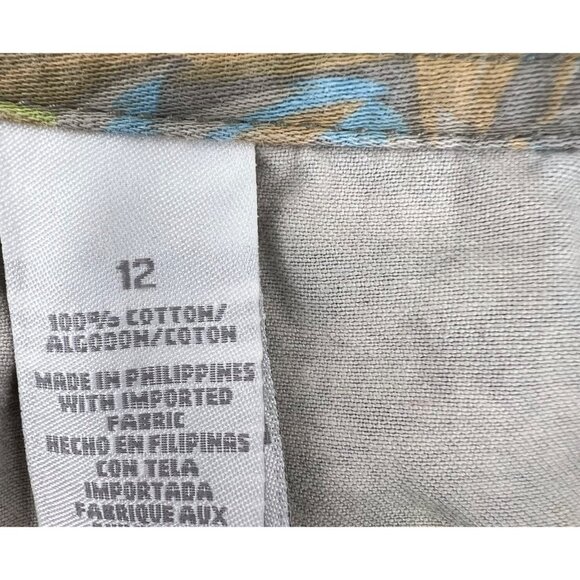 12
100% COTTON/
ALGODON/COTON
MADE IN PHILIPPINES
WITH IMPORTED
FABRIC
HECHO EN FILIPINAS
CON TELA
IMPORTADA
FABRIQUE AUX